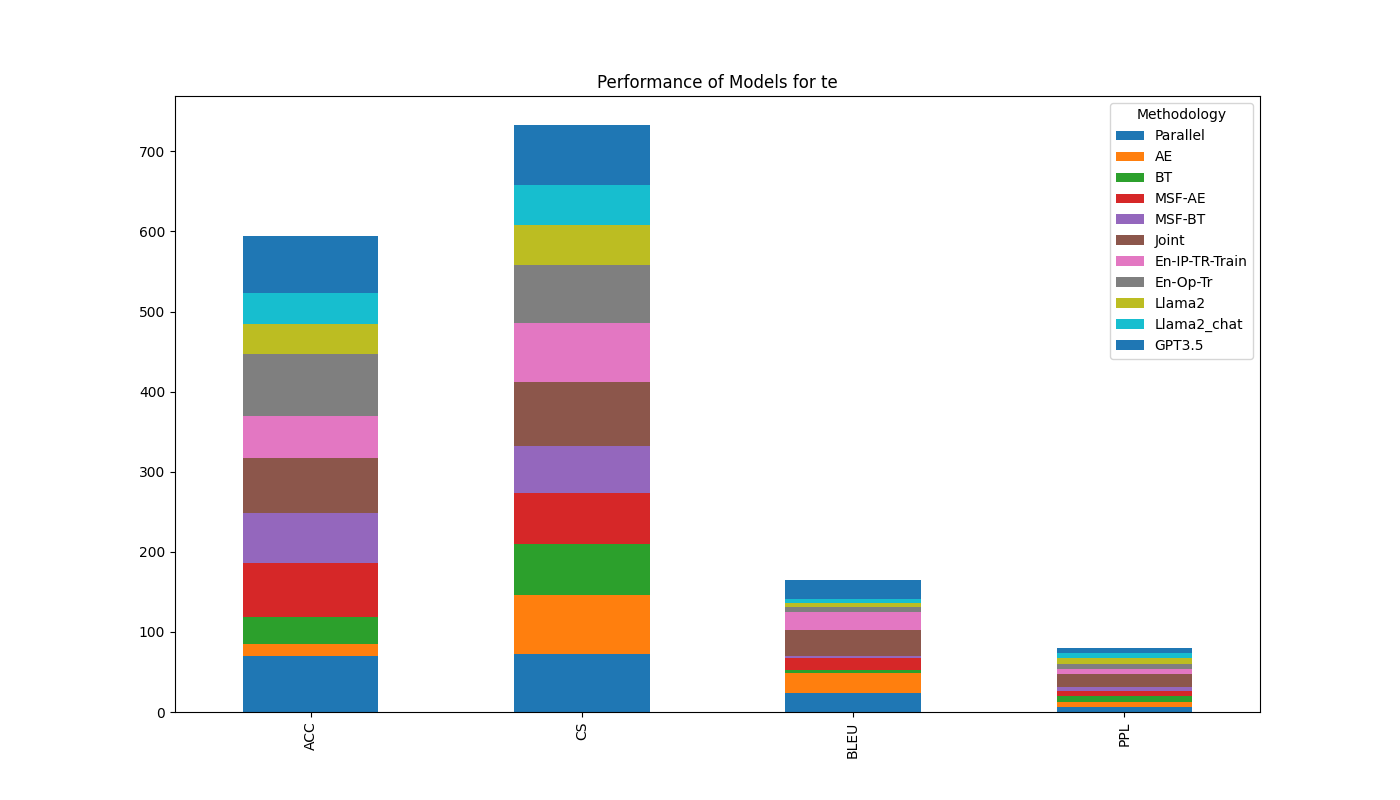 Performance of Models for te
700
600
500
400
300
200
100
0
ACC
CS
BLEU
PPL
Methodology
Parallel
AE
BT
MSF-AE
MSF-BT
Joint
En-IP-TR-Train
En-Op-Tr
Llama2
Llama2_chat
GPT3.5